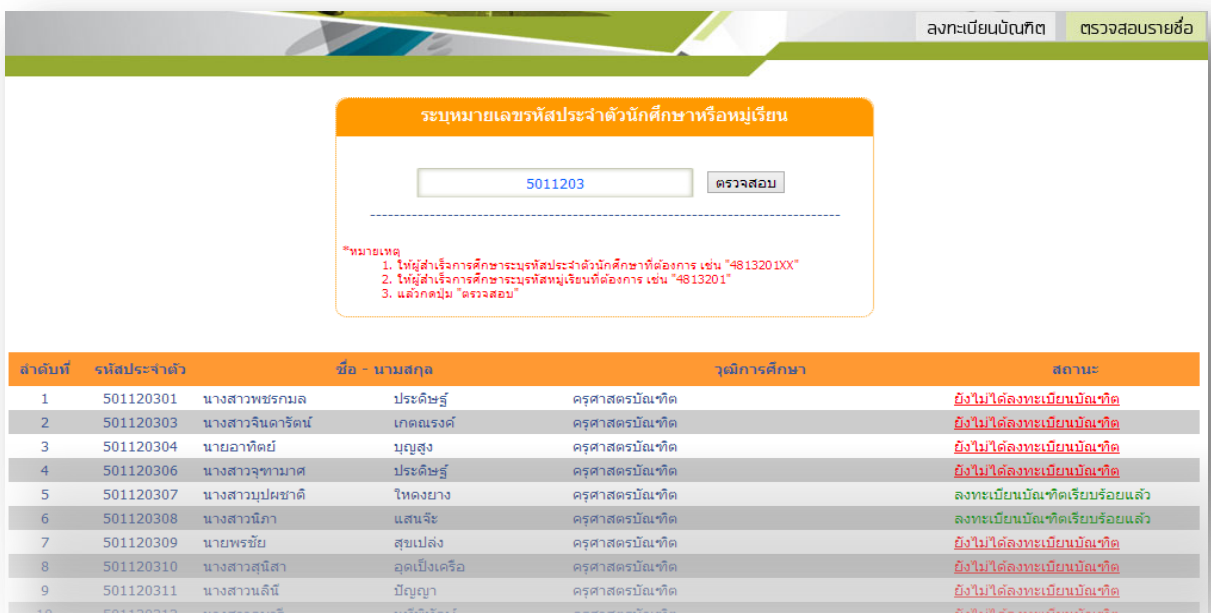 ลงทะเบียนบัณฑิต ตรวจสอบรายชื่อ
ระบุหมายเลขรหัสประจำตัวนักศึกษาหรือหมู่เรียน
5011203 ตรวจสอบ
*หมายเหตุ
1. ให้ผู้สำเร็จการศึกษาระบุรหัสประจำตัวนักศึกษาที่ต้องการ เช่น "4813201XX"
2. ให้ผู้สำเร็จการศึกษาระบุรหัสหมู่เรียนที่ต้องการ เช่น "4813201"
3. แล้วกดปุ่ม "ตรวจสอบ"
ลำดับที่ รหัสประจำตัว ชื่อ - นามสกุล วุฒิการศึกษา สถานะ
1 501120301 นางสาวพชรกมล ประดิษฐ์ ครุศาสตรบัณฑิต ยังไม่ได้ลงทะเบียนบัณฑิต
2 501120303 นางสาวจินดารัตน์ เกตุณรงค์ ครุศาสตรบัณฑิต ยังไม่ได้ลงทะเบียนบัณฑิต
3 501120304 นายอาทิตย์ บุญสูง ครุศาสตรบัณฑิต ยังไม่ได้ลงทะเบียนบัณฑิต
4 501120306 นางสาวจุฑามาศ ประดิษฐ์ ครุศาสตรบัณฑิต ยังไม่ได้ลงทะเบียนบัณฑิต
5 501120307 นางสาวบุปผชาติ ไหดงยาง ครุศาสตรบัณฑิต ลงทะเบียนบัณฑิตเรียบร้อยแล้ว
6 501120308 นางสาวนิภา แสนจ๊ะ ครุศาสตรบัณฑิต ลงทะเบียนบัณฑิตเรียบร้อยแล้ว
7 501120309 นายพรชัย สุขเปล่ง ครุศาสตรบัณฑิต ยังไม่ได้ลงทะเบียนบัณฑิต
8 501120310 นางสาวสุนิสา อุดเป็งเครือ ครุศาสตรบัณฑิต ยังไม่ได้ลงทะเบียนบัณฑิต
9 501120311 นางสาวนลินี ปัญญา ครุศาสตรบัณฑิต ยังไม่ได้ลงทะเบียนบัณฑิต